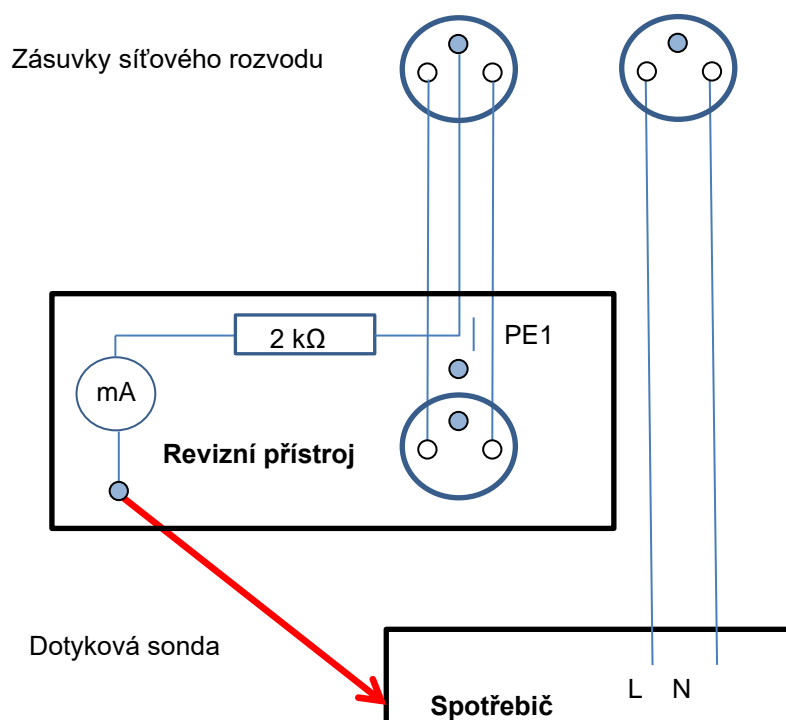 Zásuvky síťového rozvodu
2 kΩ
PE1
mA
Revizní přístroj
Dotyková sonda
L N
Spotřebič